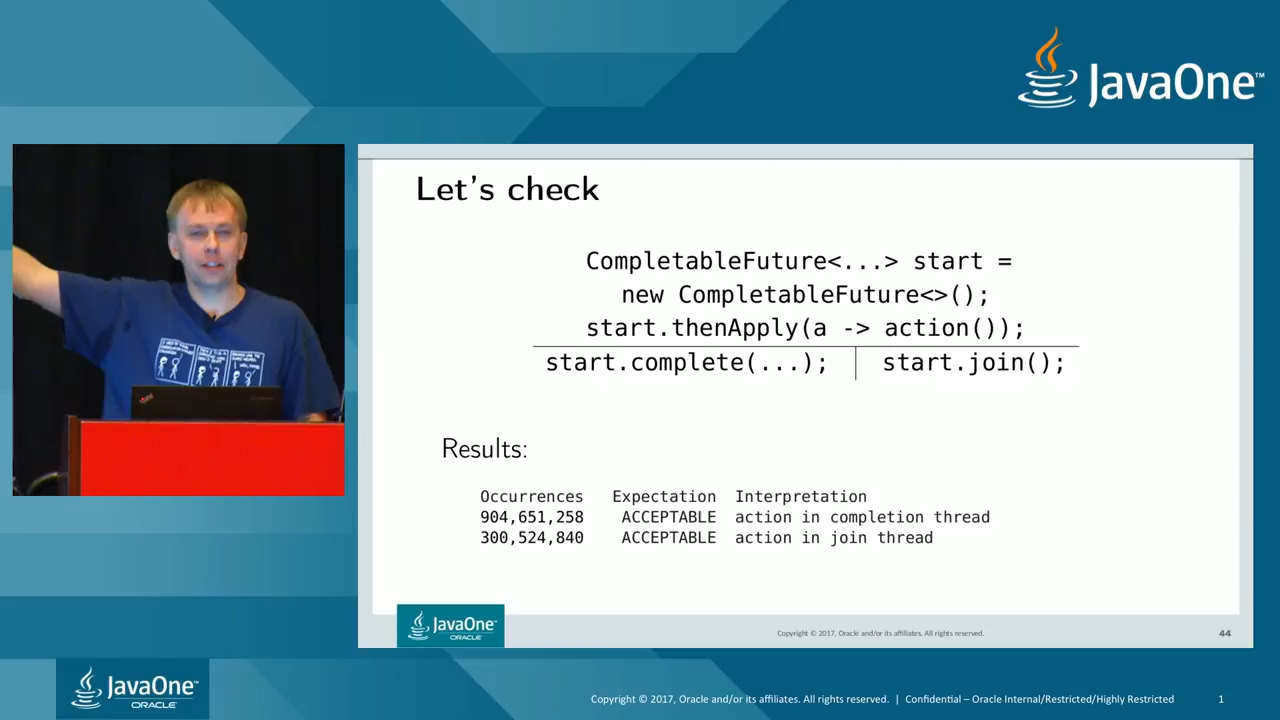 JavaOne™
Let's check
CompletableFuture<...> start =
new CompletableFuture<>();
start.thenApply(a -> action());
start.complete(...); start.join();
Results:
Occurrences Expectation Interpretation
904,651,258 ACCEPTABLE action in completion thread
300,524,840 ACCEPTABLE action in join thread
JavaOne™
ORACLE
Copyright © 2017, Oracle and/or its affiliates. All rights reserved. 44
JavaOne™
ORACLE
Copyright © 2017, Oracle and/or its affiliates. All rights reserved. | Confidential – Oracle Internal/Restricted/Highly Restricted 1